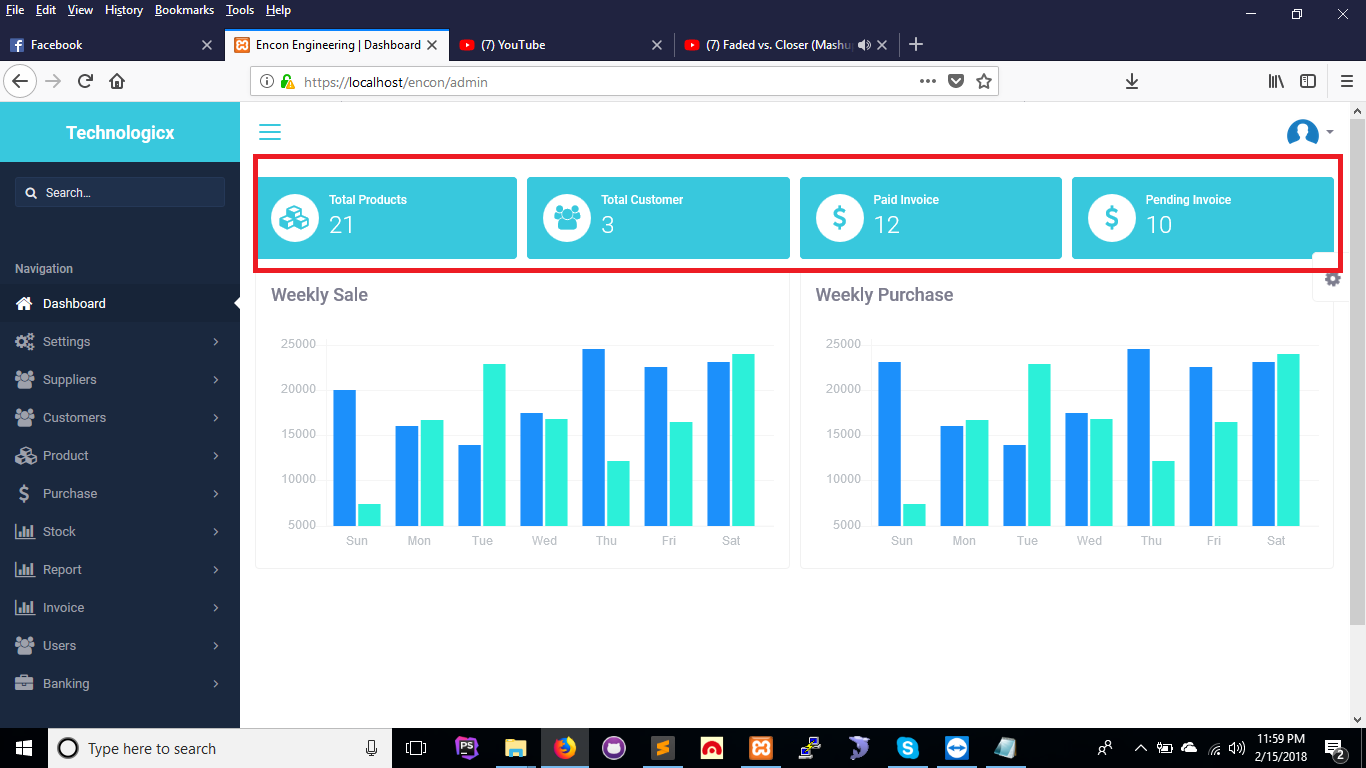 File Edit View History Bookmarks Tools Help
Facebook
Encon Engineering | Dashboard
(7) YouTube
(7) Faded vs. Closer (Mashu
https://localhost/encon/admin
Technologicx
Search...
Navigation
Dashboard
Settings
Suppliers
Customers
Product
Purchase
Stock
Report
Invoice
Users
Banking
Total Products
21
Total Customer
3
Paid Invoice
12
Pending Invoice
10
Weekly Sale
25000
20000
15000
10000
5000
Sun Mon Tue Wed Thu Fri Sat
Weekly Purchase
25000
20000
15000
10000
5000
Sun Mon Tue Wed Thu Fri Sat
Type here to search
PS
11:59 PM
2/15/2018
2